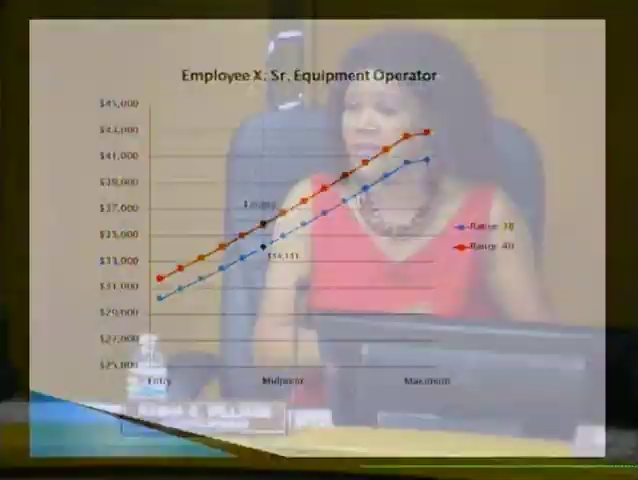 Employee X: Sr. Equipment Operator
$45,000
$43,000
$41,000
$39,000
$37,000
$35,000
$33,000
$31,000
$29,000
$27,000
$25,000
Range 38
Range 40
Entry
Midpoint
Maximum